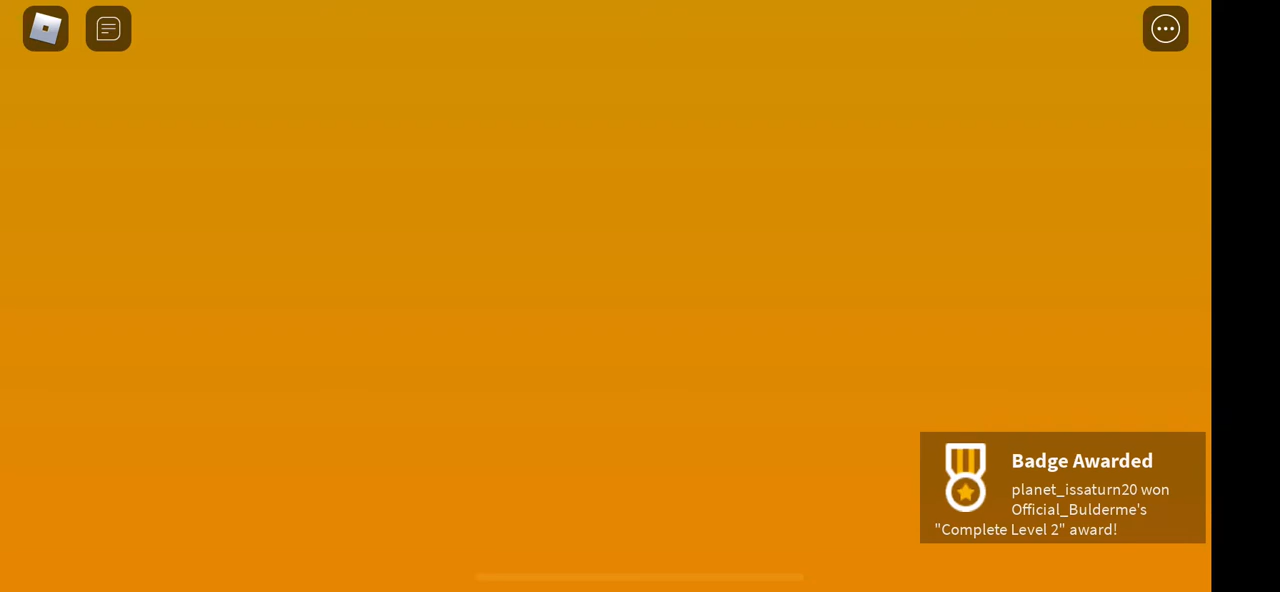 Badge Awarded
planet_issaturn20 won
Official_Bulderme's
"Complete Level 2" award!